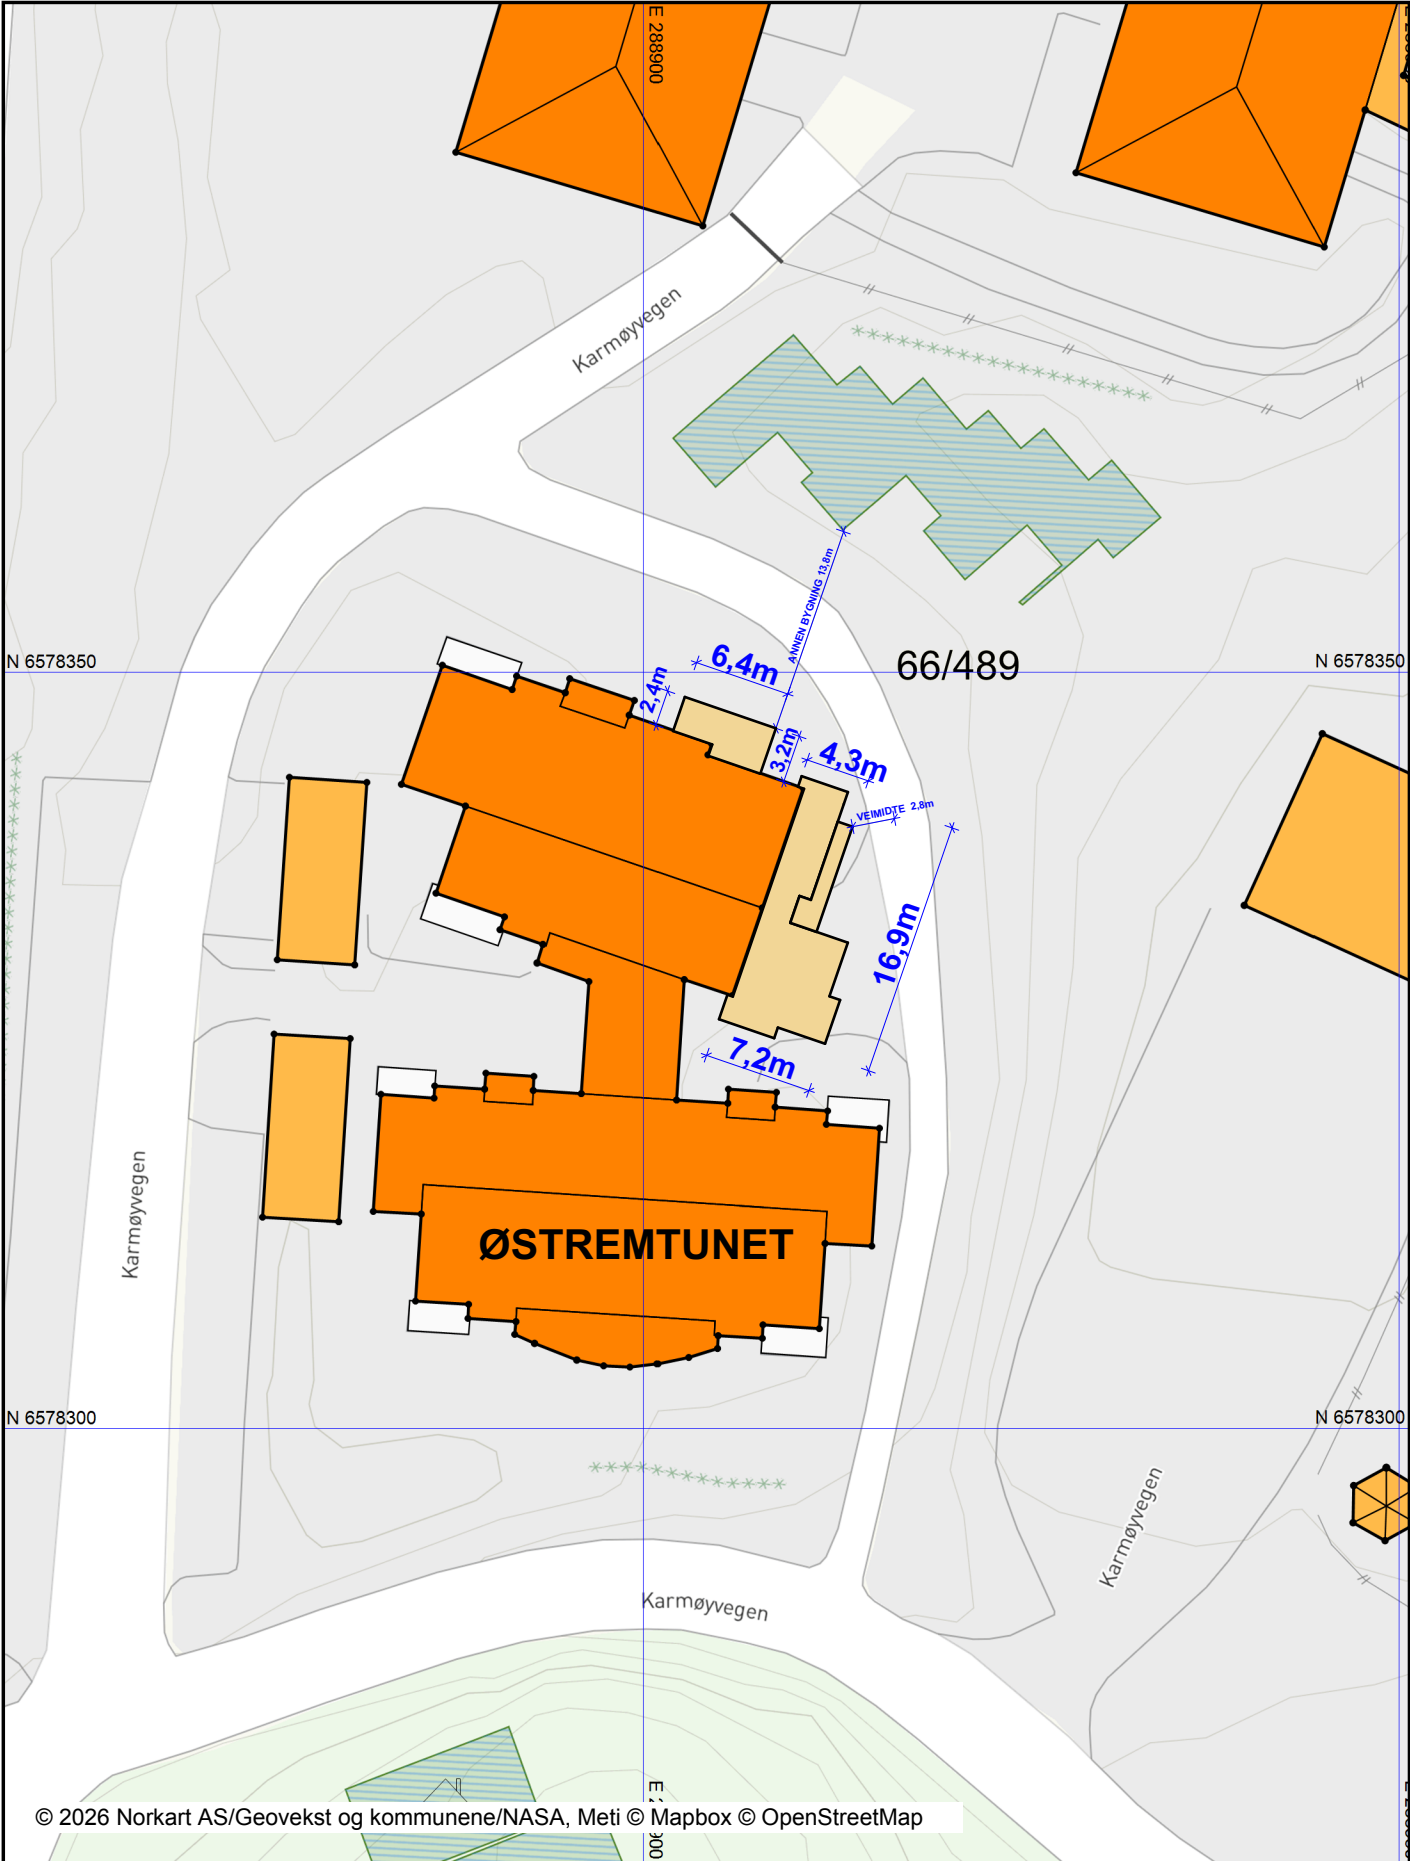 E 288900
Karmøyvegen
ANNEN BYGNING 13,8m
N 6578350
66/489
N 6578350
6,4m
2,4m
3,2m
4,3m
VEIMIDTE 2,8m
16,9m
7,2m
Karmøyvegen
ØSTREMTUNET
N 6578300
N 6578300
Karmøyvegen
Karmøyvegen
© 2026 Norkart AS/Geovekst og kommunene/NASA, Meti © Mapbox © OpenStreetMap